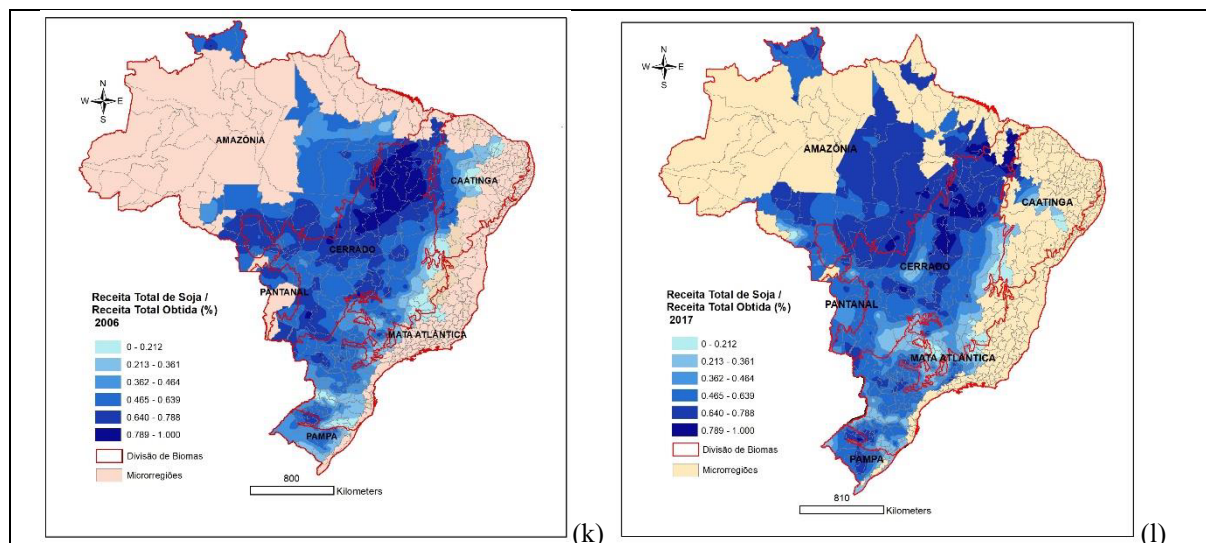 N
W E
S
AMAZÔNIA
CAATINGA
CERRADO
PANTANAL
MATA ATLÂNTICA
PAMPA
Receita Total de Soja /
Receita Total Obtida (%)
2006
0 - 0.212
0.213 - 0.361
0.362 - 0.464
0.465 - 0.639
0.640 - 0.788
0.789 - 1.000
Divisão de Biomas
Microrregiões
800
Kilometers
(k)
N
W E
S
AMAZÔNIA
CAATINGA
CERRADO
PANTANAL
MATA ATLÂNTICA
PAMPA
Receita Total de Soja /
Receita Total Obtida (%)
2017
0 - 0.212
0.213 - 0.361
0.362 - 0.464
0.465 - 0.639
0.640 - 0.788
0.789 - 1.000
Divisão de Biomas
Microrregiões
810
Kilometers
(l)